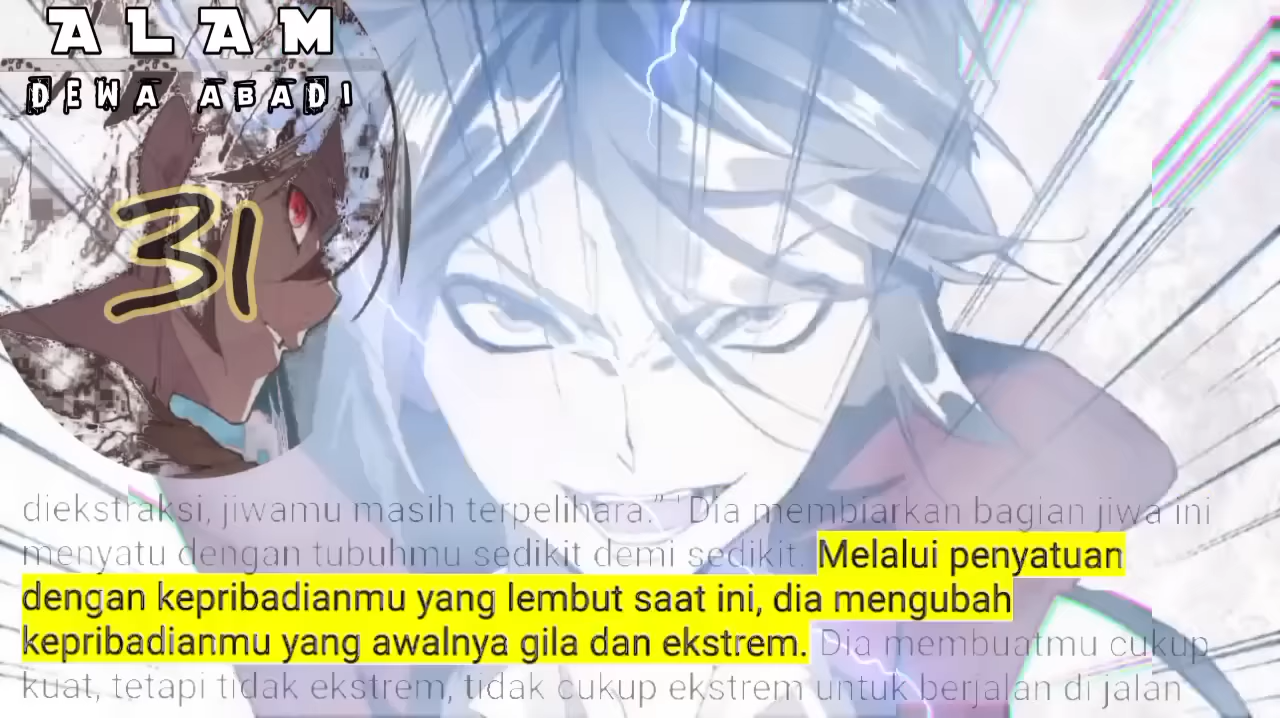 ALAM
DEWA ABADI
31
diekstraksi, jiwamu masih terpelihara.” 'Dia membiarkan bagian jiwa ini
menyatu dengan tubuhmu sedikit demi sedikit. Melalui penyatuan
dengan kepribadianmu yang lembut saat ini, dia mengubah
kepribadianmu yang awalnya gila dan ekstrem. Dia membuatmu cukup
kuat, tetapi tidak ekstrem, tidak cukup ekstrem untuk berjalan di jalan